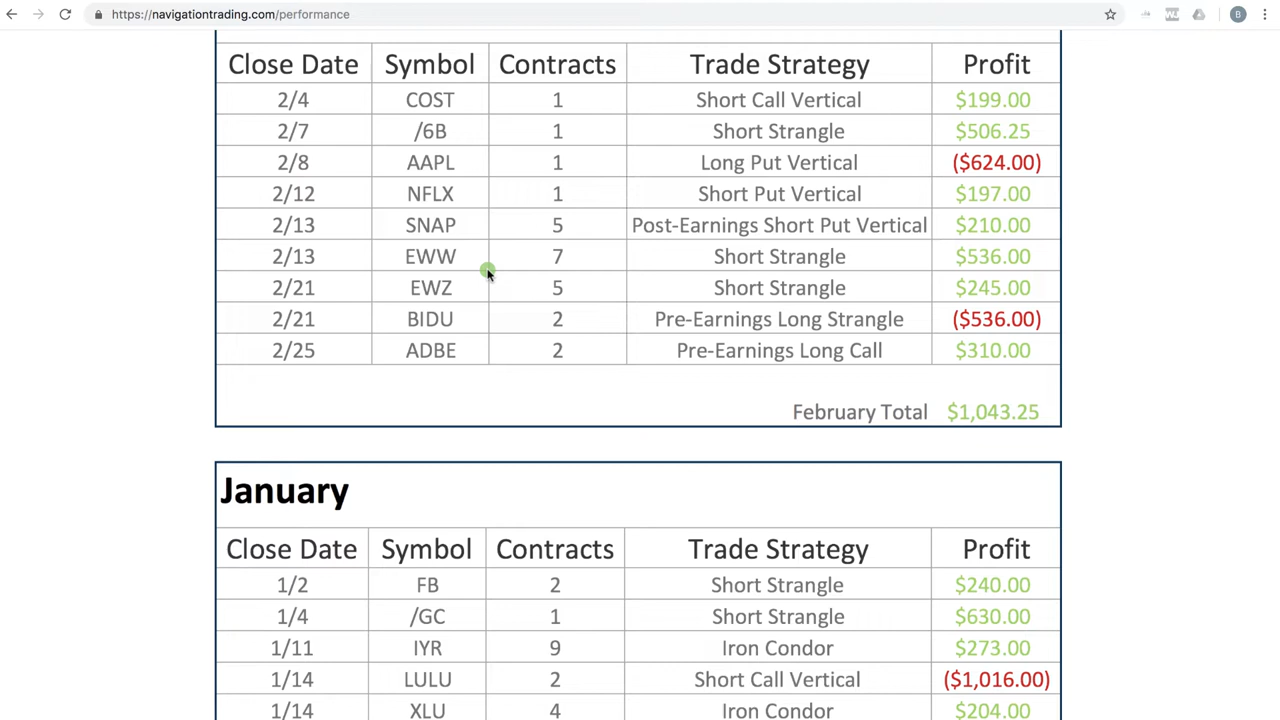 https://navigationtrading.com/performance
Close Date Symbol Contracts Trade Strategy Profit
2/4 COST 1 Short Call Vertical $199.00
2/7 /6B 1 Short Strangle $506.25
2/8 AAPL 1 Long Put Vertical ($624.00)
2/12 NFLX 1 Short Put Vertical $197.00
2/13 SNAP 5 Post-Earnings Short Put Vertical $210.00
2/13 EWW 7 Short Strangle $536.00
2/21 EWZ 5 Short Strangle $245.00
2/21 BIDU 2 Pre-Earnings Long Strangle ($536.00)
2/25 ADBE 2 Pre-Earnings Long Call $310.00
February Total $1,043.25
January
Close Date Symbol Contracts Trade Strategy Profit
1/2 FB 2 Short Strangle $240.00
1/4 /GC 1 Short Strangle $630.00
1/11 IYR 9 Iron Condor $273.00
1/14 LULU 2 Short Call Vertical ($1,016.00)
1/14 XLU 4 Iron Condor $204.00